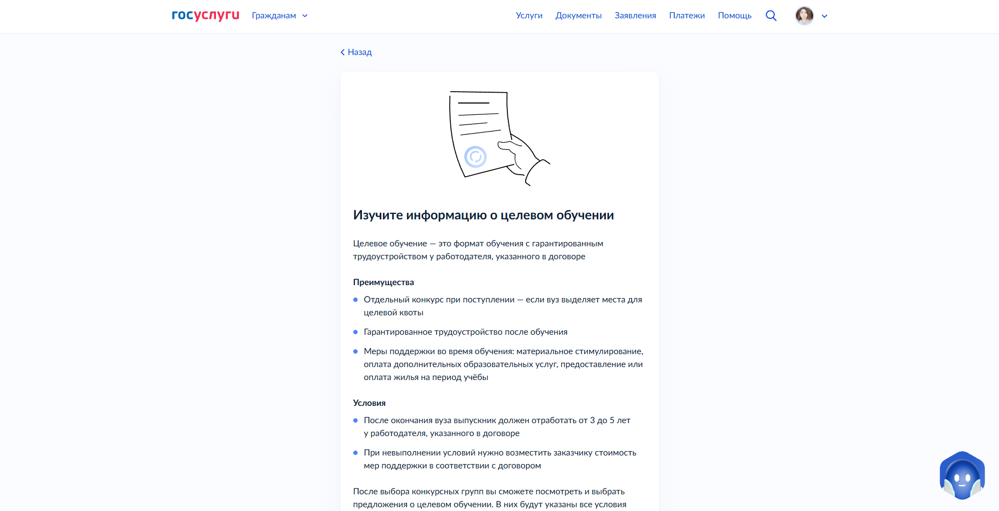 госуслуги Гражданам Услуги Документы Заявления Платежи Помощь
Назад
Изучите информацию о целевом обучении
Целевое обучение — это формат обучения с гарантированным
трудоустройством у работодателя, указанного в договоре
Преимущества
Отдельный конкурс при поступлении — если вуз выделяет места для
целевой квоты
Гарантированное трудоустройство после обучения
Меры поддержки во время обучения: материальное стимулирование,
оплата дополнительных образовательных услуг, предоставление или
оплата жилья на период учёбы
Условия
После окончания вуза выпускник должен отработать от 3 до 5 лет
у работодателя, указанного в договоре
При невыполнении условий нужно возместить заказчику стоимость
мер поддержки в соответствии с договором
После выбора конкурсных групп вы сможете посмотреть и выбрать
предложения о целевом обучении. В них будут указаны все условия